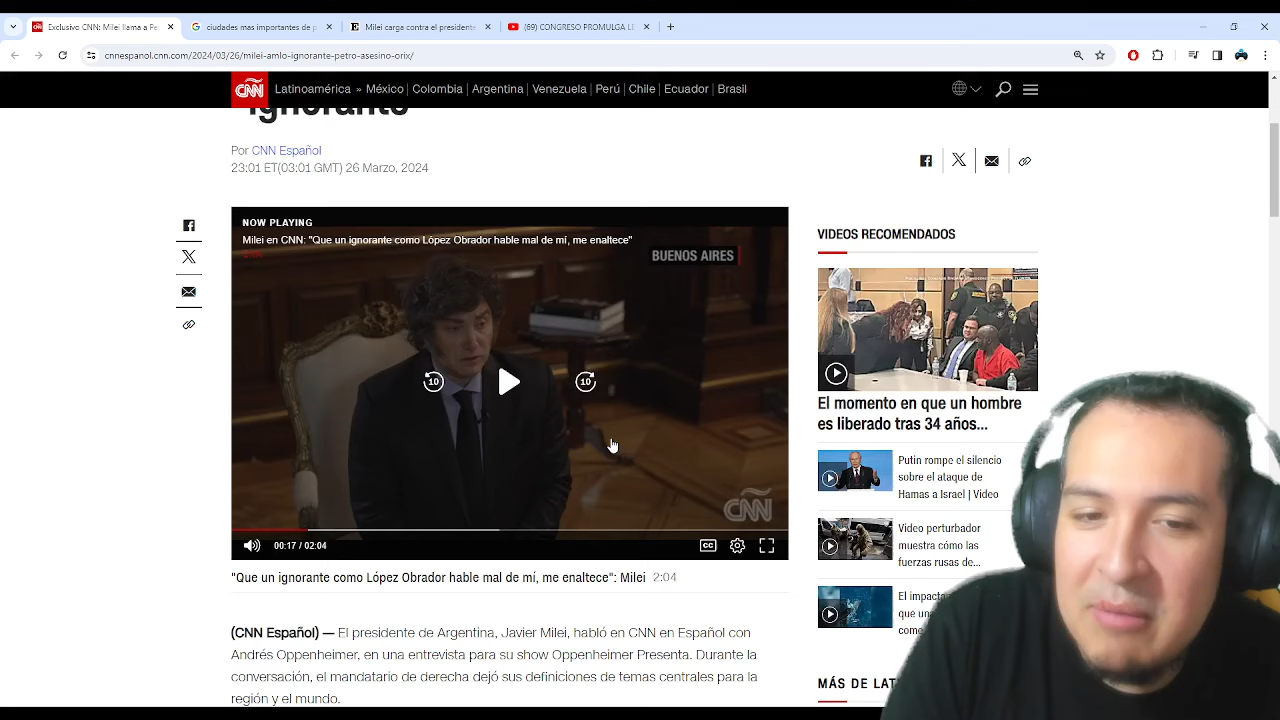 Exclusivo CNN: Milei llama a Pe
ciudades mas importantes de p
Milei carga contra el presidente
(69) CONGRESO PROMULGA LE
cnnespanol.cnn.com/2024/03/26/milei-amlo-ignorante-petro-asesino-orix/
CNN Latinoamérica » México | Colombia | Argentina | Venezuela | Perú | Chile | Ecuador | Brasil
"ignorante"
Por CNN Español
23:01 ET(03:01 GMT) 26 Marzo, 2024
NOW PLAYING
Milei en CNN: "Que un ignorante como López Obrador hable mal de mí, me enaltece"
BUENOS AIRES
10
10
CNN
00:17 / 02:04
CC
"Que un ignorante como López Obrador hable mal de mí, me enaltece": Milei 2:04
(CNN Español) — El presidente de Argentina, Javier Milei, habló en CNN en Español con
Andrés Oppenheimer, en una entrevista para su show Oppenheimer Presenta. Durante la
conversación, el mandatario de derecha dejó sus definiciones de temas centrales para la
región y el mundo.
VIDEOS RECOMENDADOS
El momento en que un hombre
es liberado tras 34 años...
Putin rompe el silencio
sobre el ataque de
Hamas a Israel | Video
Video perturbador
muestra cómo las
fuerzas rusas de...
El impacta
que una
come
MÁS DE LAT